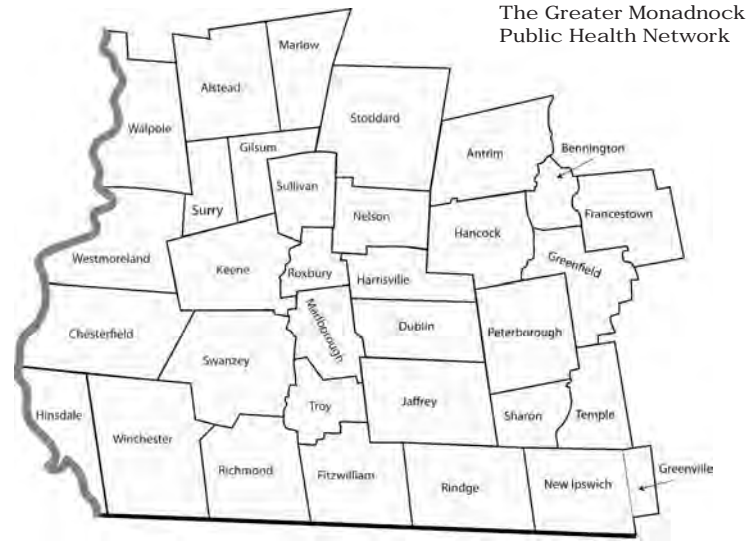 The Greater Monadnock
Public Health Network
Marlow
Alstead
Stoddard
Walpole
Gilsum
Antrim
Bennington
Sullivan
Surry
Nelson
Hancock
Francestown
Westmoreland
Keene
Roxbury
Harrisville
Greenfield
Chesterfield
Marlborough
Dublin
Peterborough
Swanzey
Hinsdale
Winchester
Troy
Jaffrey
Sharon
Temple
Richmond
Fitzwilliam
Rindge
New Ipswich
Greenville